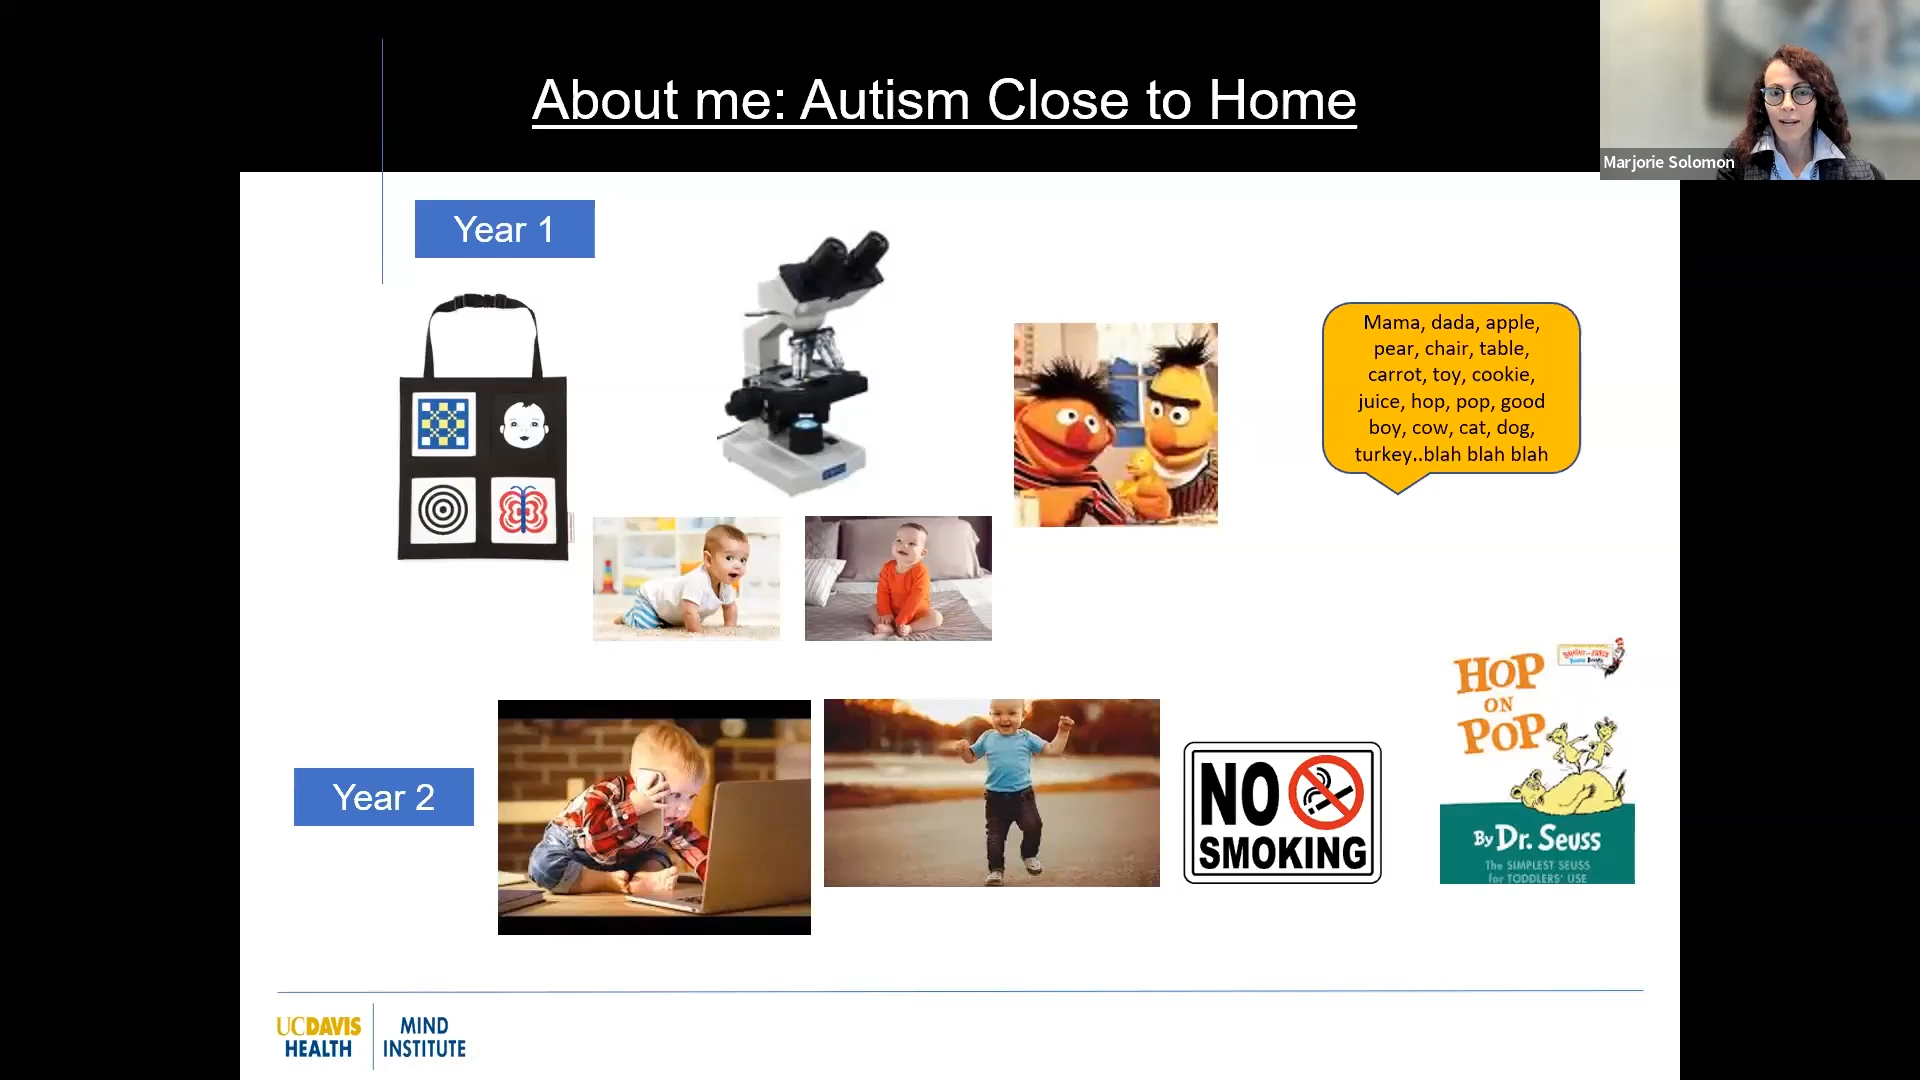 About me: Autism Close to Home
Marjorie Solomon
Year 1
Mama, dada, apple,
pear, chair, table,
carrot, toy, cookie,
juice, hop, pop, good
boy, cow, cat, dog,
turkey..blah blah blah
Year 2
NO
SMOKING
HOP
ON
POP
By Dr. Seuss
The SIMPLEST SEUSS
for TODDLERS' USE
UCDAVIS
HEALTH
MIND
INSTITUTE